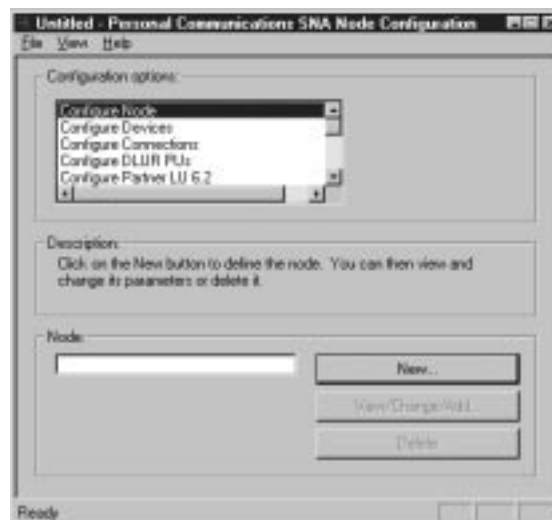 Untitled - Personal Communications SNA Node Configuration
File View Help
Configuration options:
Configure Node
Configure Devices
Configure Connections
Configure DLUR PUs
Configure Partner LU 6.2
Description:
Click on the New button to define the node. You can then view and
change its parameters or delete it.
Node:
New...
View/Change/Add...
Delete
Ready